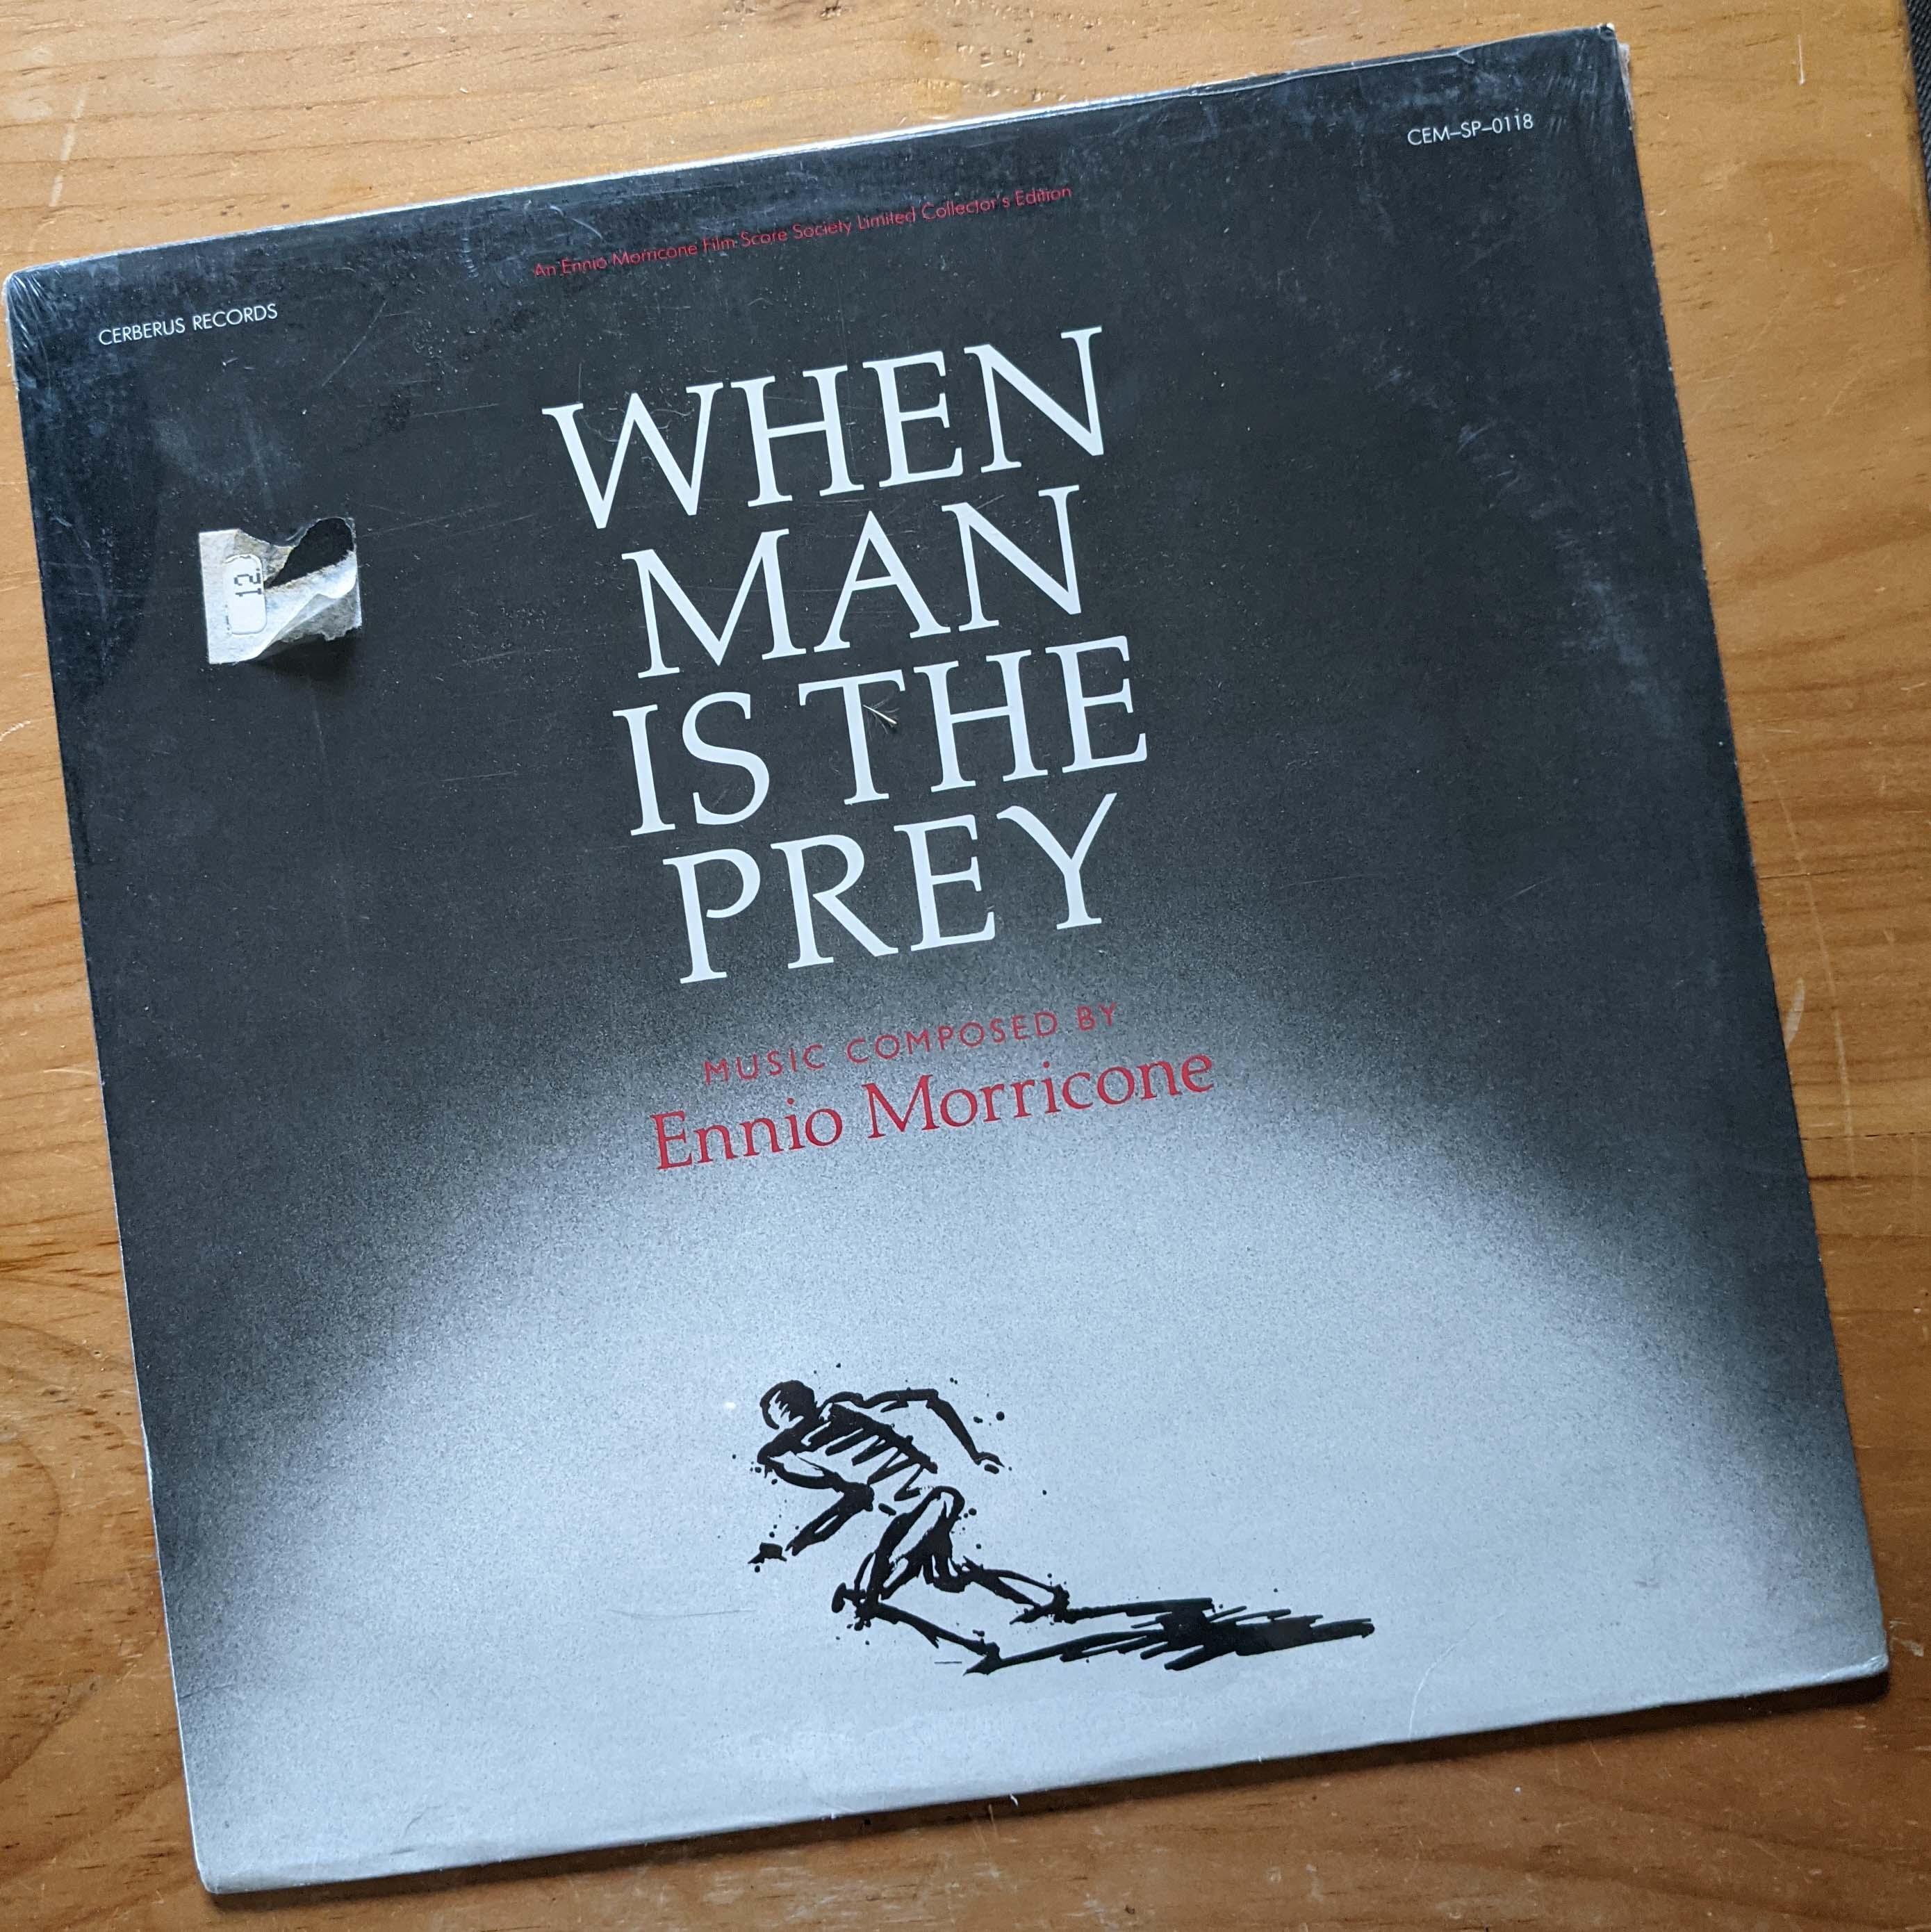 CEM–SP–0118
An Ennio Morricone Film Score Society Limited Collector's Edition
CERBERUS RECORDS
WHEN
MAN
IS THE
PREY
12
MUSIC COMPOSED BY
Ennio Morricone